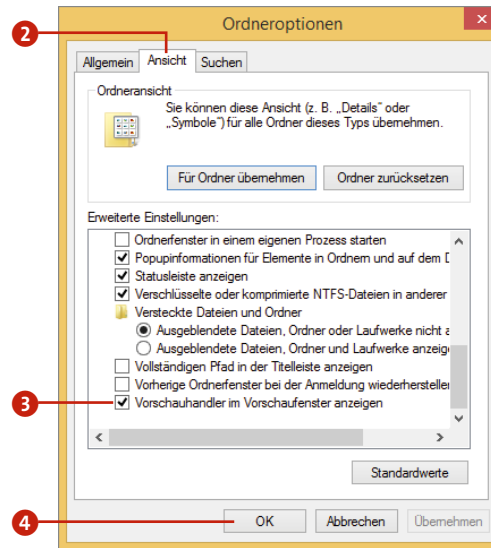 Ordneroptionen
2
Allgemein Ansicht Suchen
Ordneransicht
Sie können diese Ansicht (z. B. „Details" oder
„Symbole") für alle Ordner dieses Typs übernehmen.
Für Ordner übernehmen Ordner zurücksetzen
Erweiterte Einstellungen:
Ordnerfenster in einem eigenen Prozess starten
Popupinformationen für Elemente in Ordnern und auf dem D
Statusleiste anzeigen
Verschlüsselte oder komprimierte NTFS-Dateien in anderer
Versteckte Dateien und Ordner
Ausgeblendete Dateien, Ordner oder Laufwerke nicht a
Ausgeblendete Dateien, Ordner und Laufwerke anzeige
Vollständigen Pfad in der Titelleiste anzeigen
Vorherige Ordnerfenster bei der Anmeldung wiederhersteller
3 Vorschauhandler im Vorschaufenster anzeigen
Standardwerte
4 OK Abbrechen Übernehmen